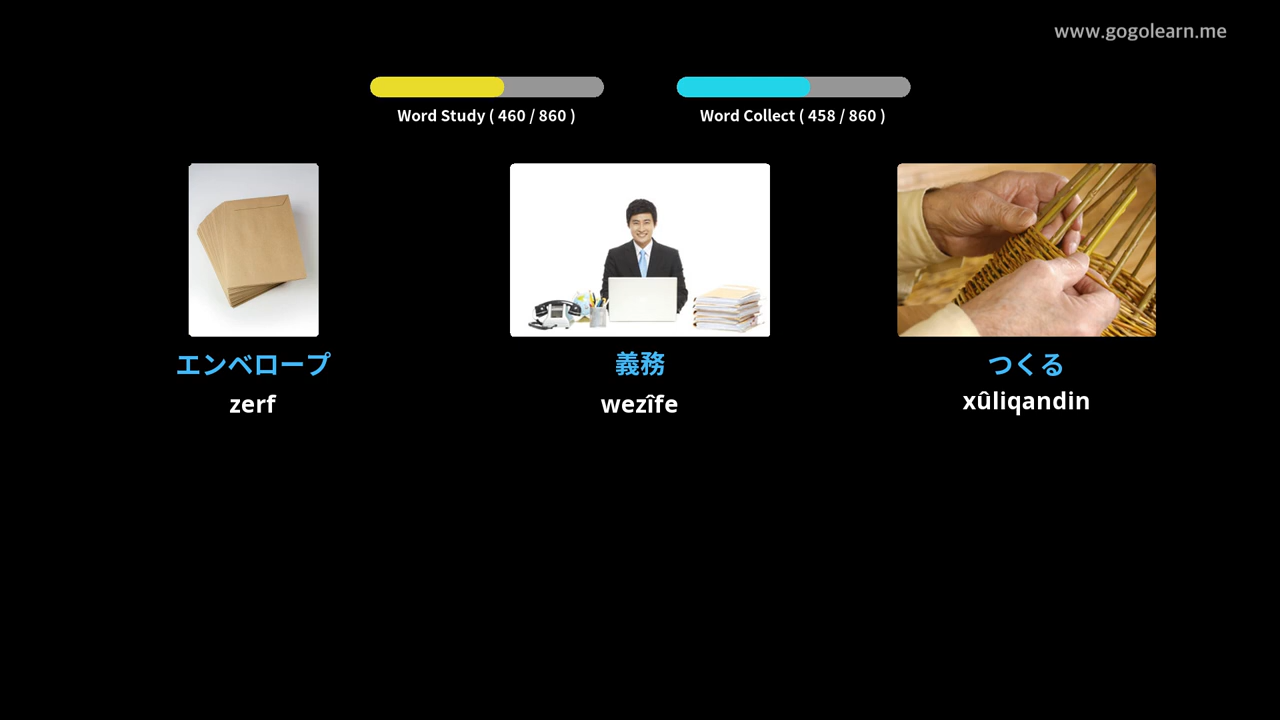 www.gogolearn.me
Word Study ( 460 / 860 )
Word Collect ( 458 / 860 )
エンベロープ
zerf
義務
wezîfe
つくる
xûliqandin